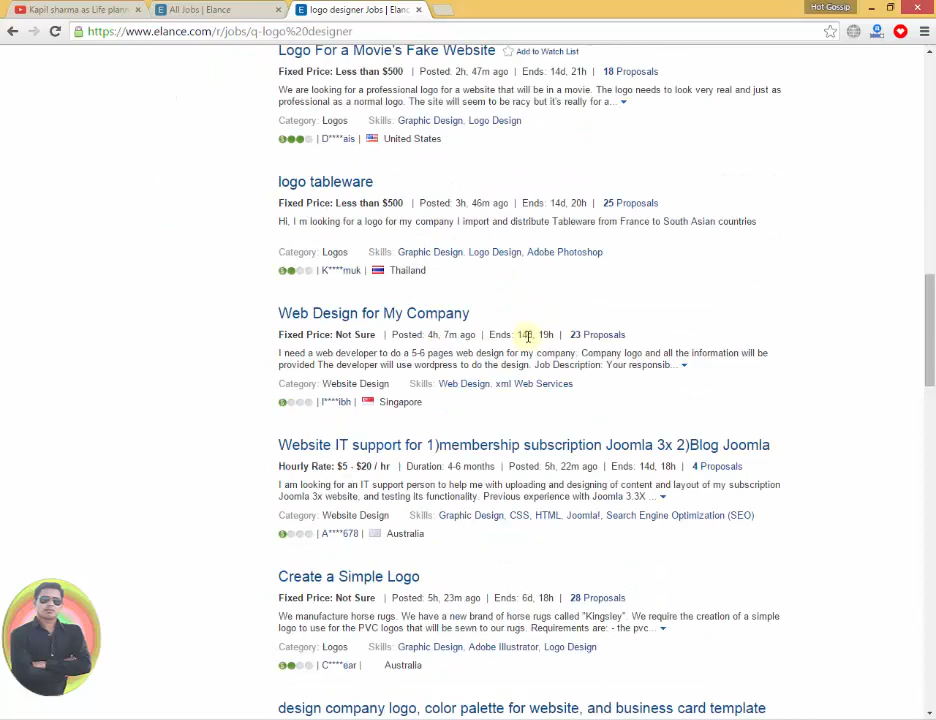 Kapil sharma as Life plann
All Jobs | Elance
logo designer Jobs | Elanc
Hot Gossip
https://www.elance.com/r/jobs/q-logo%20designer
Logo For a Movie's Fake Website Add to Watch List
Fixed Price: Less than $500 | Posted: 2h, 47m ago | Ends: 14d, 21h | 18 Proposals
We are looking for a professional logo for a website that will be in a movie. The logo needs to look very real and just as
professional as a normal logo. The site will seem to be racy but it's really for a...
Category: Logos Skills: Graphic Design, Logo Design
D****ais | United States
logo tableware
Fixed Price: Less than $500 | Posted: 3h, 46m ago | Ends: 14d, 20h | 25 Proposals
Hi, I m looking for a logo for my company I import and distribute Tableware from France to South Asian countries
Category: Logos Skills: Graphic Design, Logo Design, Adobe Photoshop
K****muk | Thailand
Web Design for My Company
Fixed Price: Not Sure | Posted: 4h, 7m ago | Ends: 14d, 19h | 23 Proposals
I need a web developer to do a 5-6 pages web design for my company. Company logo and all the information will be
provided The developer will use wordpress to do the design. Job Description: Your responsib...
Category: Website Design Skills: Web Design, xml Web Services
I****ibh | Singapore
Website IT support for 1)membership subscription Joomla 3x 2)Blog Joomla
Hourly Rate: $5 - $20 / hr | Duration: 4-6 months | Posted: 5h, 22m ago | Ends: 14d, 18h | 4 Proposals
I am looking for an IT support person to help me with uploading and designing of content and layout of my subscription
Joomla 3x website, and testing its functionality. Previous experience with Joomla 3.3X ...
Category: Website Design Skills: Graphic Design, CSS, HTML, Joomla!, Search Engine Optimization (SEO)
A****678 | Australia
Create a Simple Logo
Fixed Price: Not Sure | Posted: 5h, 23m ago | Ends: 6d, 18h | 28 Proposals
We manufacture horse rugs. We have a new brand of horse rugs called "Kingsley". We require the creation of a simple
logo to use for the PVC logos that will be sewn to our rugs. Requirements are: - the pvc...
Category: Logos Skills: Graphic Design, Adobe Illustrator, Logo Design
C****ear | Australia
design company logo, color palette for website, and business card template